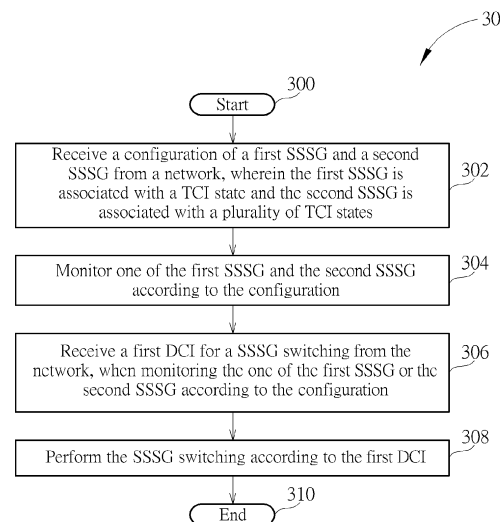 30
Start
300
Receive a configuration of a first SSSG and a second
SSSG from a network, wherein the first SSSG is
associated with a TCI state and the second SSSG is
associated with a plurality of TCI states
302
Monitor one of the first SSSG and the second SSSG
according to the configuration
304
Receive a first DCI for a SSSG switching from the
network, when monitoring the one of the first SSSG or the
second SSSG according to the configuration
306
Perform the SSSG switching according to the first DCI
308
End
310